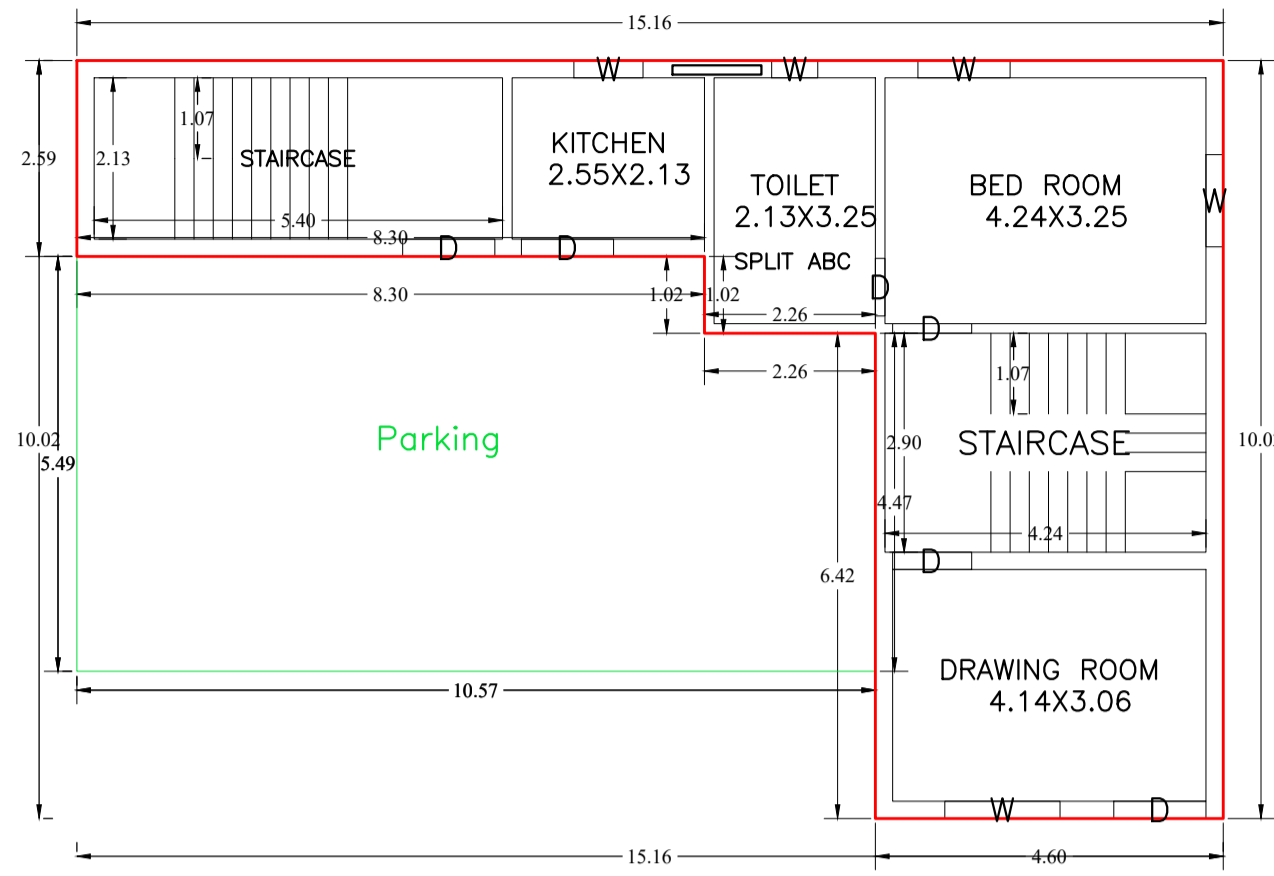 15.16
W
W
W
1.07
2.59
2.13
STAIRCASE
KITCHEN
2.55X2.13
TOILET
2.13X3.25
BED ROOM
4.24X3.25
W
5.40
8.30
D
D
SPLIT ABC
8.30
1.02
1.02
D
2.26
D
2.26
1.07
Parking
10.02
5.49
2.90
STAIRCASE
4.47
4.24
D
6.42
DRAWING ROOM
4.14X3.06
10.57
W
D
15.16
4.60